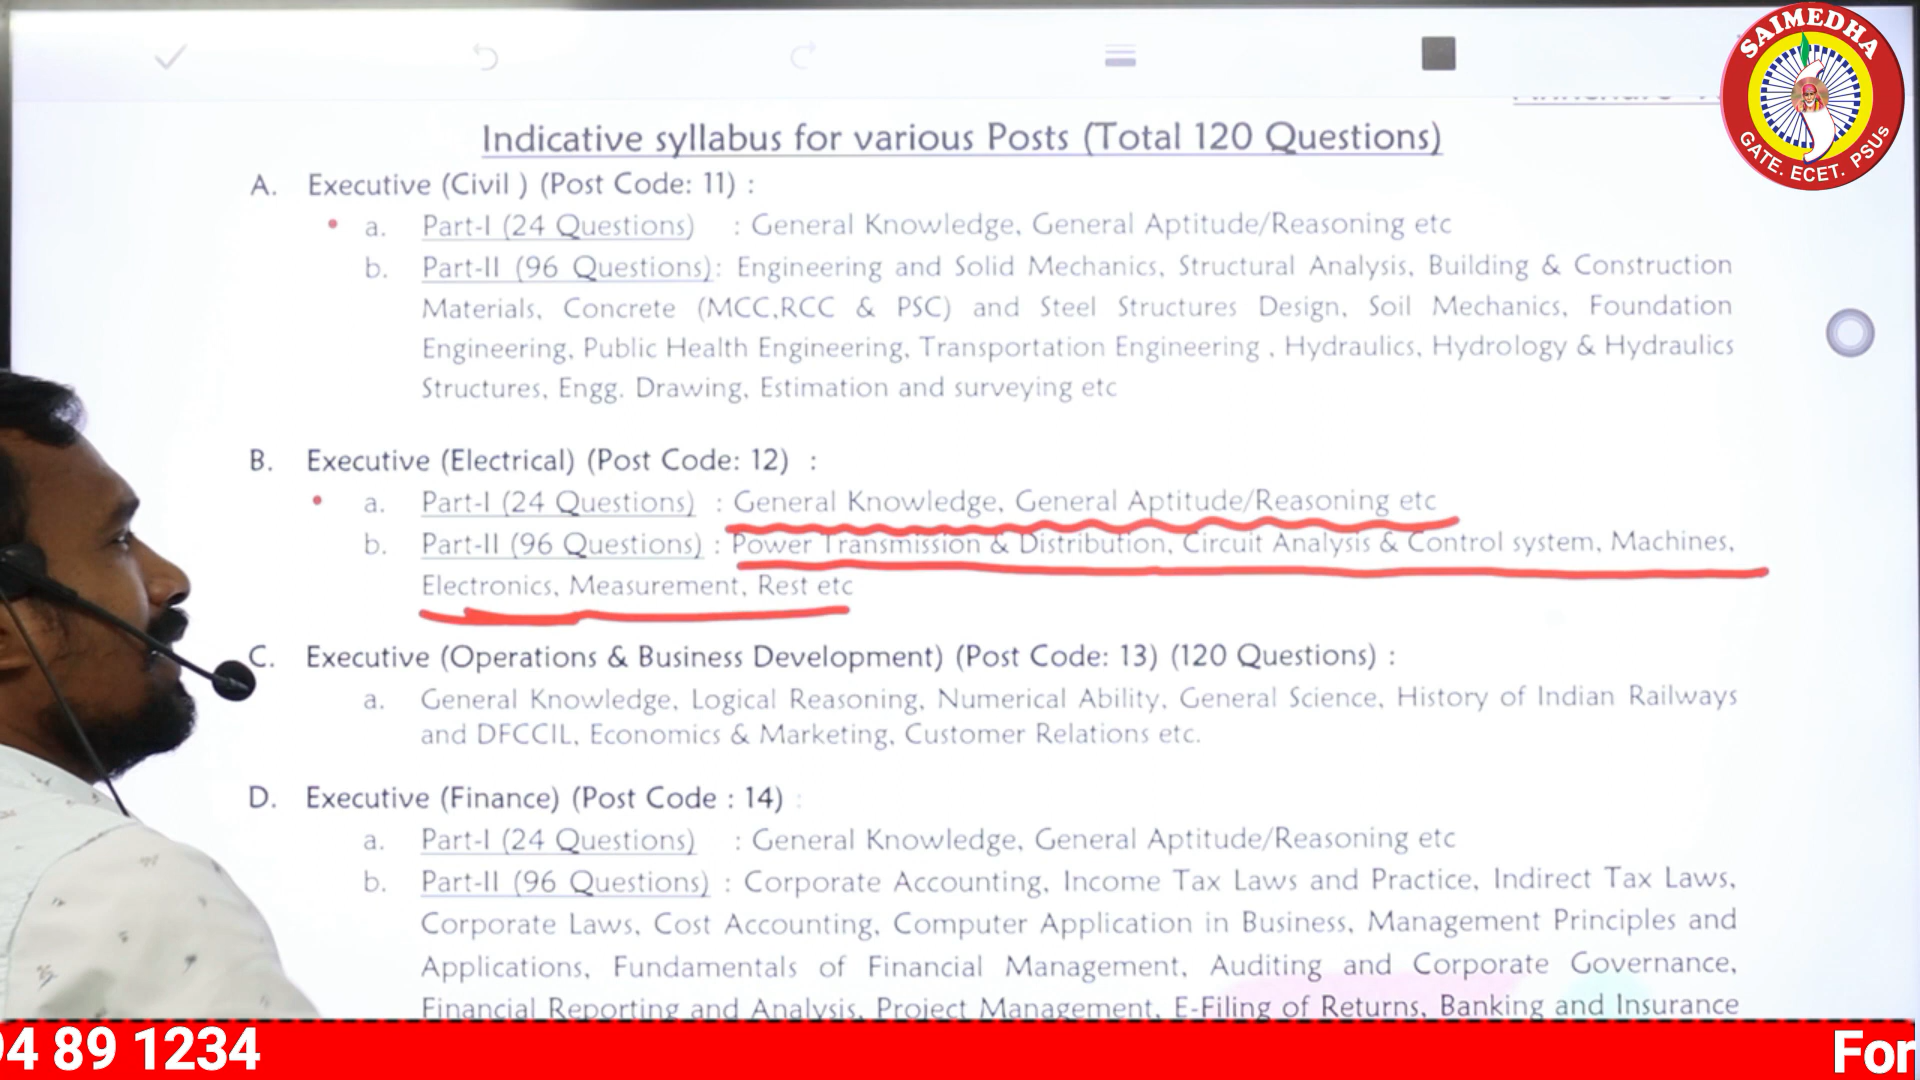 SAIMEDHA
GATE. ECET. PSUs
Indicative syllabus for various Posts (Total 120 Questions)
A. Executive (Civil ) (Post Code: 11) :
a. Part-I (24 Questions) : General Knowledge, General Aptitude/Reasoning etc
b. Part-II (96 Questions): Engineering and Solid Mechanics, Structural Analysis, Building & Construction
Materials, Concrete (MCC,RCC & PSC) and Steel Structures Design, Soil Mechanics, Foundation
Engineering, Public Health Engineering, Transportation Engineering , Hydraulics, Hydrology & Hydraulics
Structures, Engg. Drawing, Estimation and surveying etc
B. Executive (Electrical) (Post Code: 12) :
a. Part-I (24 Questions) : General Knowledge, General Aptitude/Reasoning etc
b. Part-II (96 Questions) : Power Transmission & Distribution, Circuit Analysis & Control system, Machines,
Electronics, Measurement, Rest etc
C. Executive (Operations & Business Development) (Post Code: 13) (120 Questions) :
a. General Knowledge, Logical Reasoning, Numerical Ability, General Science, History of Indian Railways
and DFCCIL, Economics & Marketing, Customer Relations etc.
D. Executive (Finance) (Post Code : 14) :
a. Part-I (24 Questions) : General Knowledge, General Aptitude/Reasoning etc
b. Part-II (96 Questions) : Corporate Accounting, Income Tax Laws and Practice, Indirect Tax Laws,
Corporate Laws, Cost Accounting, Computer Application in Business, Management Principles and
Applications, Fundamentals of Financial Management, Auditing and Corporate Governance,
Financial Reporting and Analysis, Project Management, E-Filing of Returns, Banking and Insurance
94 89 1234
For